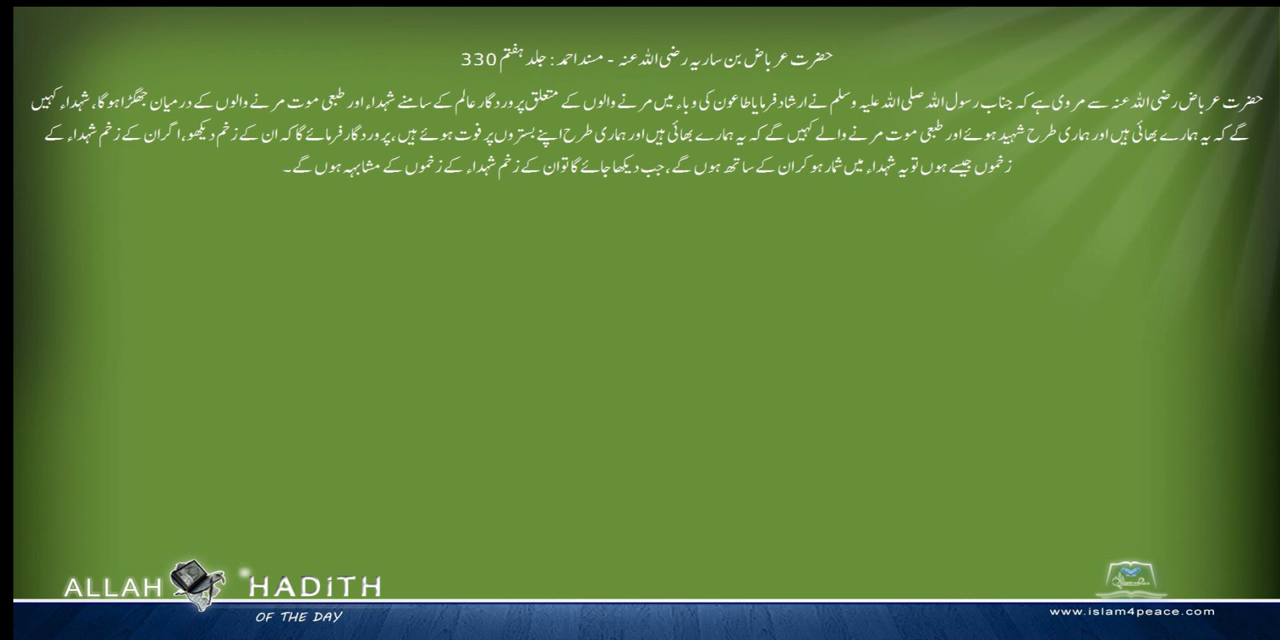 حضرت عرباض بن ساریہ رضی اللہ عنہ - مسند احمد : جلد ہفتم 330
حضرت عرباض رضی اللہ عنہ سے مروی ہے کہ جناب رسول اللہ صلی اللہ علیہ وسلم نے ارشاد فرمایا طاعون کی وباء میں مرنے والوں کے متعلق پروردگار عالم کے سامنے شہداء اور طبعی موت مرنے والوں کے درمیان جھگڑا ہوگا، شہداء کہیں
گے کہ یہ ہمارے بھائی ہیں اور ہماری طرح شہید ہوئے اور طبعی موت مرنے والے کہیں گے کہ یہ ہمارے بھائی ہیں اور ہماری طرح اپنے بستروں پر فوت ہوئے ہیں، پروردگار فرمائے گا کہ ان کے زخم دیکھو، اگر ان کے زخم شہداء کے
زخموں جیسے ہوں تو یہ شہداء میں شمار ہو کر ان کے ساتھ ہوں گے، جب دیکھا جائے گا تو ان کے زخم شہداء کے زخموں کے مشابہہ ہوں گے۔
ALLAH HADITH
OF THE DAY
www.islam4peace.com